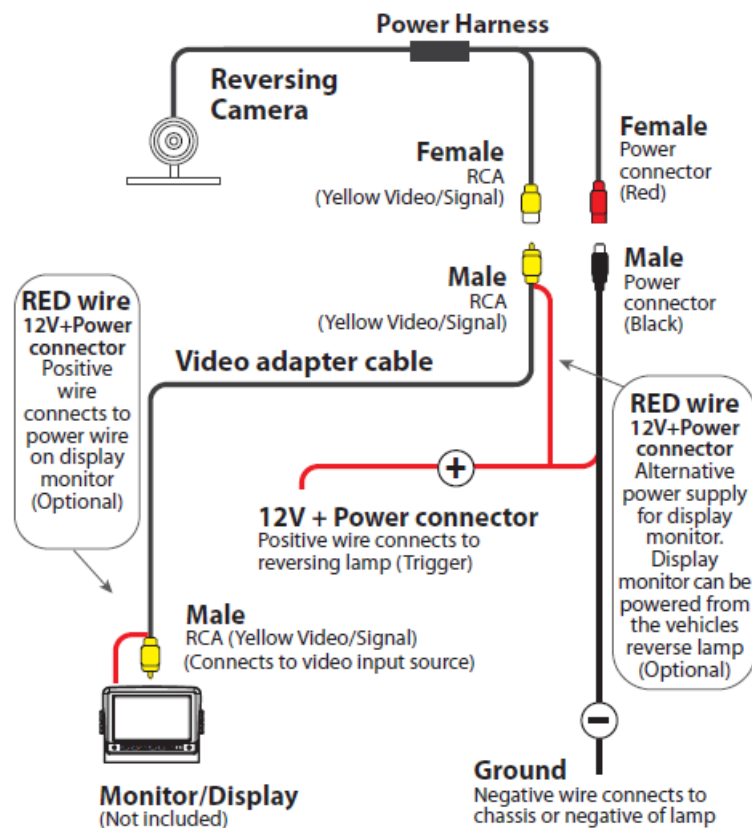 Power Harness
Reversing
Camera
Female
RCA
(Yellow Video/Signal)
Female
Power
connector
(Red)
Male
RCA
(Yellow Video/Signal)
Male
Power
connector
(Black)
RED wire
12V+Power
connector
Positive
wire
connects to
power wire
on display
monitor
(Optional)
Video adapter cable
RED wire
12V+Power
connector
Alternative
power supply
for display
monitor.
Display
monitor can be
powered from
the vehicles
reverse lamp
(Optional)
+
12V + Power connector
Positive wire connects to
reversing lamp (Trigger)
Male
RCA (Yellow Video/Signal)
(Connects to video input source)
−
Monitor/Display
(Not included)
Ground
Negative wire connects to
chassis or negative of lamp